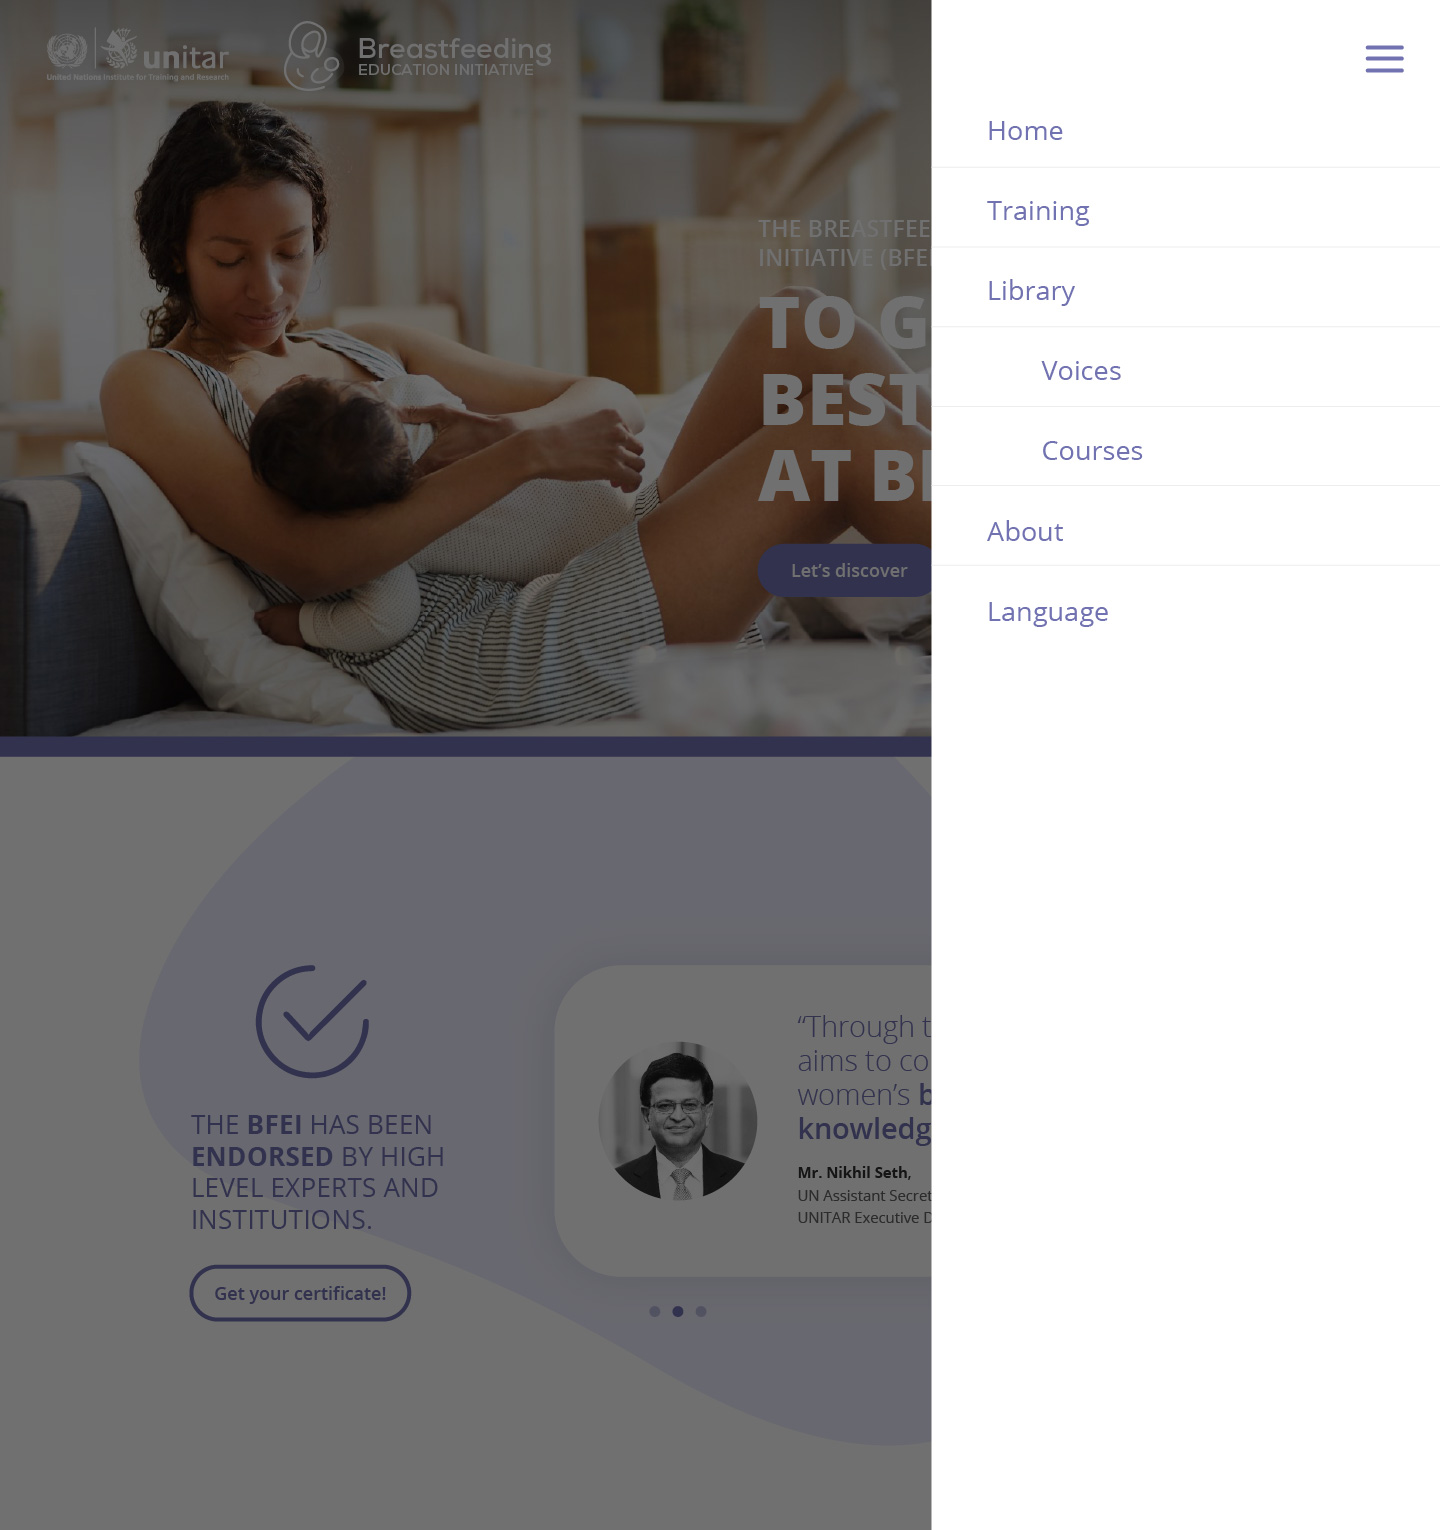 unitar
United Nations Institute for Training and Research
Breastfeeding
EDUCATION INITIATIVE
Home
Training
Library
Voices
Courses
About
Language
THE BREASTFEE
INITIATIVE (BFE
TO G
BEST
AT B
Let's discover
THE BFEI HAS BEEN
ENDORSED BY HIGH
LEVEL EXPERTS AND
INSTITUTIONS.
Get your certificate!
“Through t
aims to co
women’s b
knowledg
Mr. Nikhil Seth,
UN Assistant Secret
UNITAR Executive D